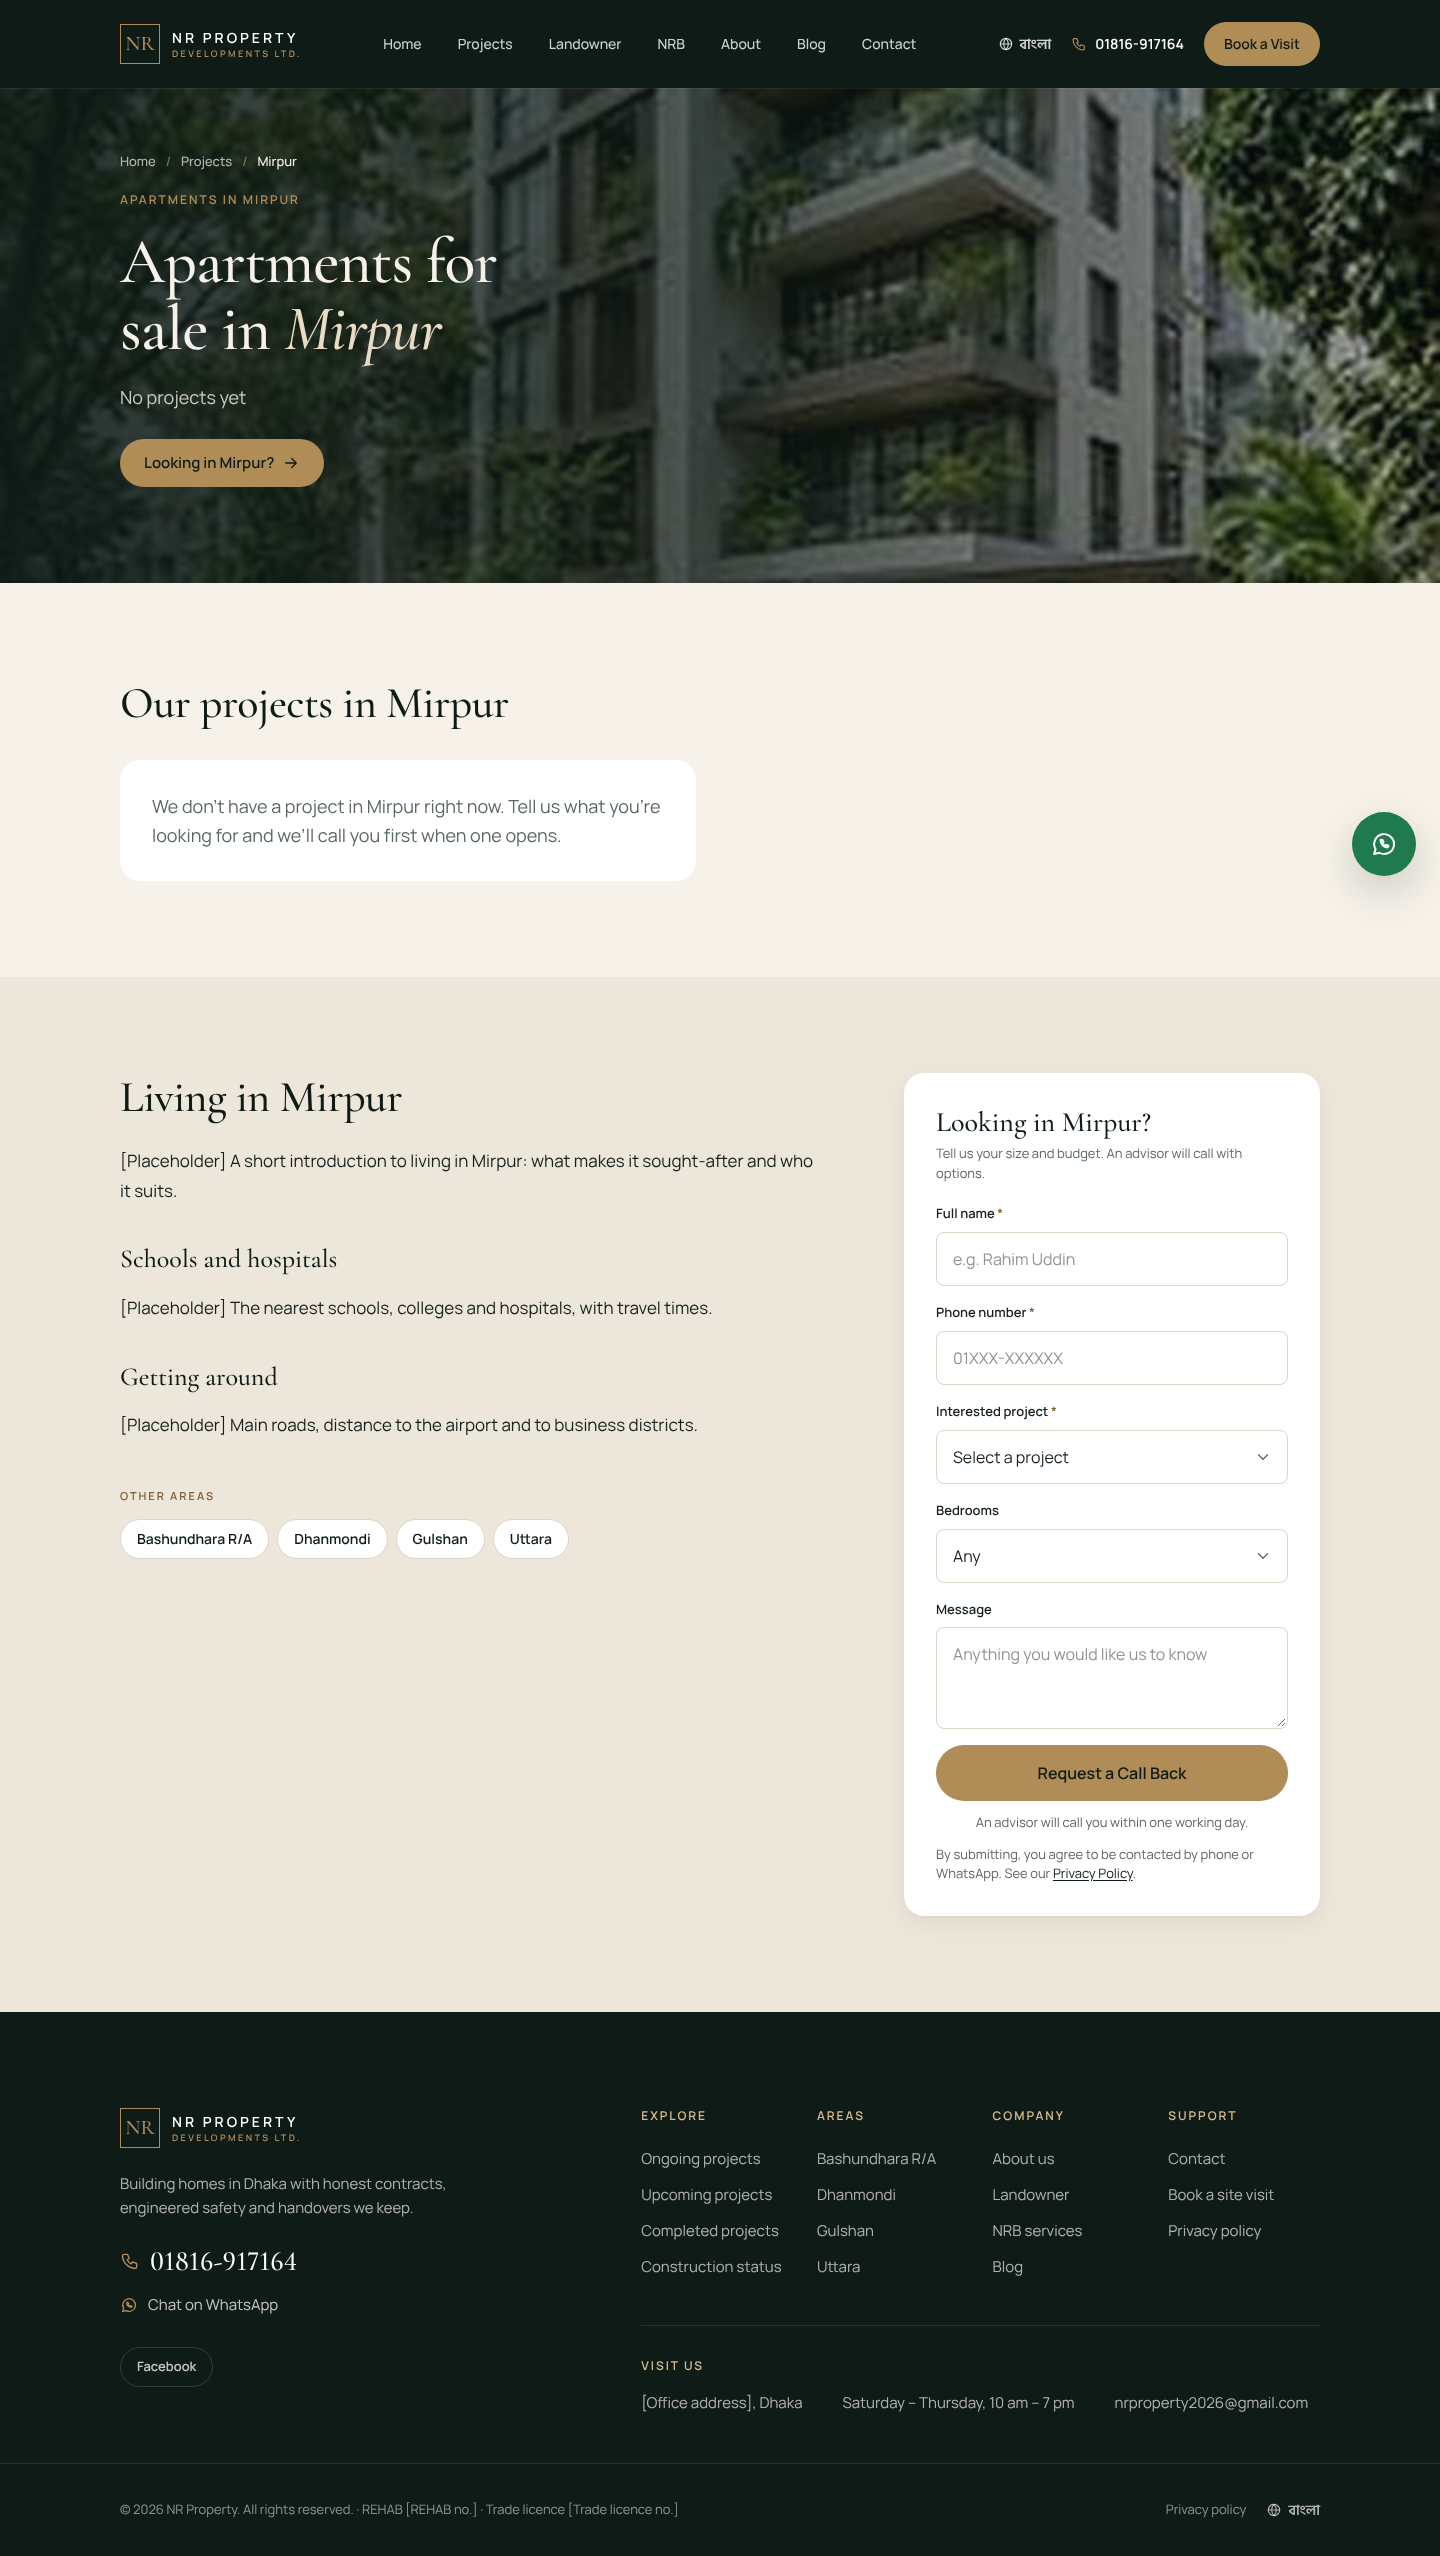 NR NR PROPERTY
DEVELOPMENTS LTD.
Home Projects Landowner NRB About Blog Contact
বাংলা 01816-917164 Book a Visit
Home / Projects / Mirpur
APARTMENTS IN MIRPUR
Apartments for
sale in Mirpur
No projects yet
Looking in Mirpur? →
Our projects in Mirpur
We don't have a project in Mirpur right now. Tell us what you're
looking for and we'll call you first when one opens.
Living in Mirpur
[Placeholder] A short introduction to living in Mirpur: what makes it sought-after and who
it suits.
Schools and hospitals
[Placeholder] The nearest schools, colleges and hospitals, with travel times.
Getting around
[Placeholder] Main roads, distance to the airport and to business districts.
OTHER AREAS
Bashundhara R/A Dhanmondi Gulshan Uttara
Looking in Mirpur?
Tell us your size and budget. An advisor will call with
options.
Full name *
e.g. Rahim Uddin
Phone number *
01XXX-XXXXXX
Interested project *
Select a project
Bedrooms
Any
Message
Anything you would like us to know
Request a Call Back
An advisor will call you within one working day.
By submitting, you agree to be contacted by phone or
WhatsApp. See our Privacy Policy.
NR NR PROPERTY
DEVELOPMENTS LTD.
Building homes in Dhaka with honest contracts,
engineered safety and handovers we keep.
01816-917164
Chat on WhatsApp
Facebook
EXPLORE
Ongoing projects
Upcoming projects
Completed projects
Construction status
AREAS
Bashundhara R/A
Dhanmondi
Gulshan
Uttara
COMPANY
About us
Landowner
NRB services
Blog
SUPPORT
Contact
Book a site visit
Privacy policy
VISIT US
[Office address], Dhaka Saturday – Thursday, 10 am – 7 pm nrproperty2026@gmail.com
© 2026 NR Property. All rights reserved. · REHAB [REHAB no.] · Trade licence [Trade licence no.]
Privacy policy বাংলা